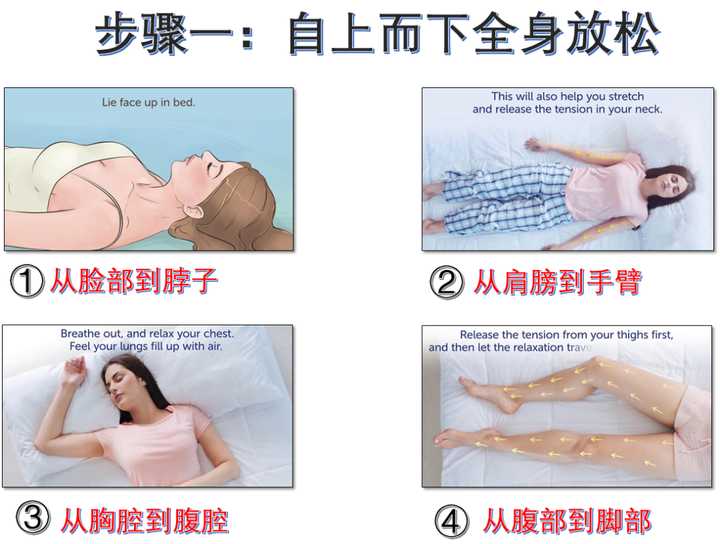 步骤一：自上而下全身放松
Lie face up in bed.
This will also help you stretch
and release the tension in your neck.
①从脸部到脖子
②从肩膀到手臂
Breathe out, and relax your chest.
Feel your lungs fill up with air.
Release the tension from your thighs first,
and then let the relaxation trave
③从胸腔到腹腔
④从腹部到脚部